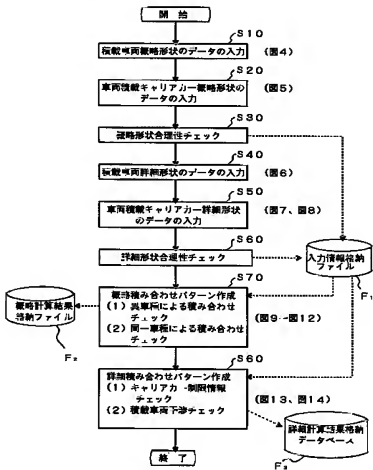 開始
S10
積載車両概略形状のデータの入力 (図4)
S20
車両積載キャリアカー概略形状の (図5)
データの入力
S30
概略形状合理性チェック
S40
積載車両詳細形状のデータの入力 (図6)
S50
車両積載キャリアカー詳細形状 (図7、図8)
のデータの入力
S60
詳細形状合理性チェック
入力情報格納
ファイル
F1
S70
概略積み合わせパターン作成
(1) 異車種による積み合わせ
チェック
(2) 同一車種による積み合わせ
チェック
(図9~図12)
概略計算結果
格納ファイル
F2
S60
詳細積み合わせパターン作成
(1) キャリアカー制限情報
チェック
(2) 積載車両干渉チェック
(図13、図14)
詳細計算結果格納
データベース
F3
終了